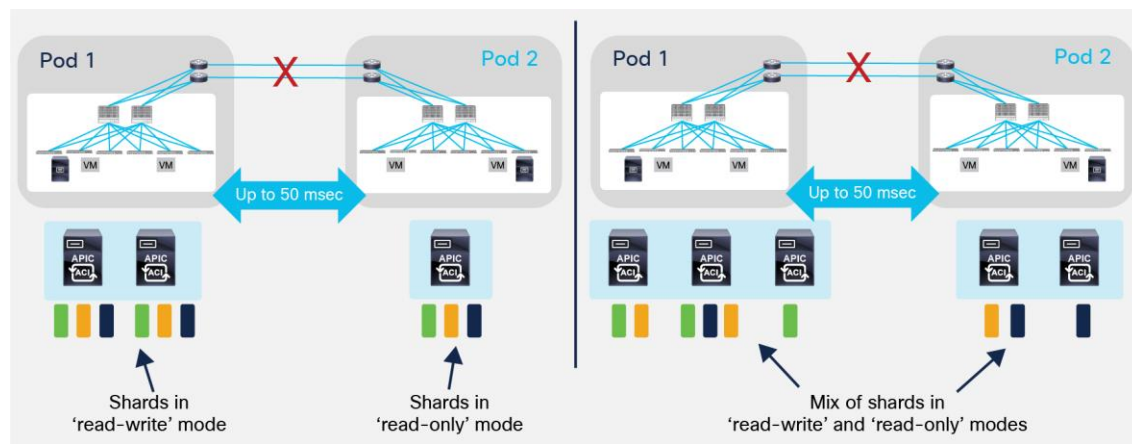 Pod 1
Pod 2
VM
VM
VM
VM
Up to 50 msec
APIC
ACI
APIC
ACI
APIC
ACI
Shards in
‘read-write’ mode
Shards in
‘read-only’ mode
Pod 1
Pod 2
VM
VM
VM
VM
Up to 50 msec
APIC
ACI
APIC
ACI
APIC
ACI
APIC
ACI
APIC
ACI
Mix of shards in
‘read-write’ and ‘read-only’ modes